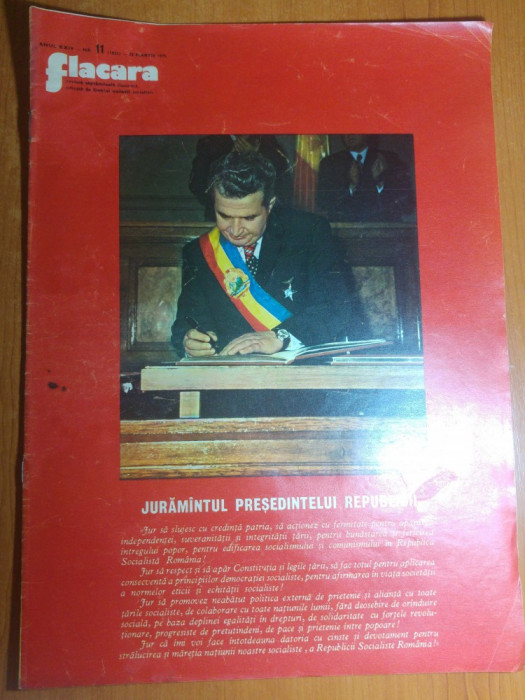 11
flacara
JURĂMÎNTUL PREŞEDINTELUI REPUBLICII
Jur să slujesc cu credință patria, să acționez cu fermitate pentru
independenței, suveranității și integrității țării, pentru bunăstarea
întregului popor, pentru edificarea socialismului și comunismului în Republica
Socialistă România!
Jur să respect și să apăr Constituția și legile țării, să fac totul pentru aplicarea
consecventă a principiilor democrației socialiste, pentru afirmarea în viața societății
a normelor eticii și echității socialiste!
Jur să promovez neabătut politica externă de prietenie și alianță cu toate
țările socialiste, de colaborare cu toate națiunile lumii, fără deosebire de orînduire
socială, pe baza deplinei egalități în drepturi, de solidaritate cu forțele revolu-
ționare, progresiste de pretutindeni, de pace și prietenie între popoare!
Jur că îmi voi face întotdeauna datoria cu cinste și devotament pentru
strălucirea și măreția națiunii noastre socialiste, a Republicii Socialiste România!